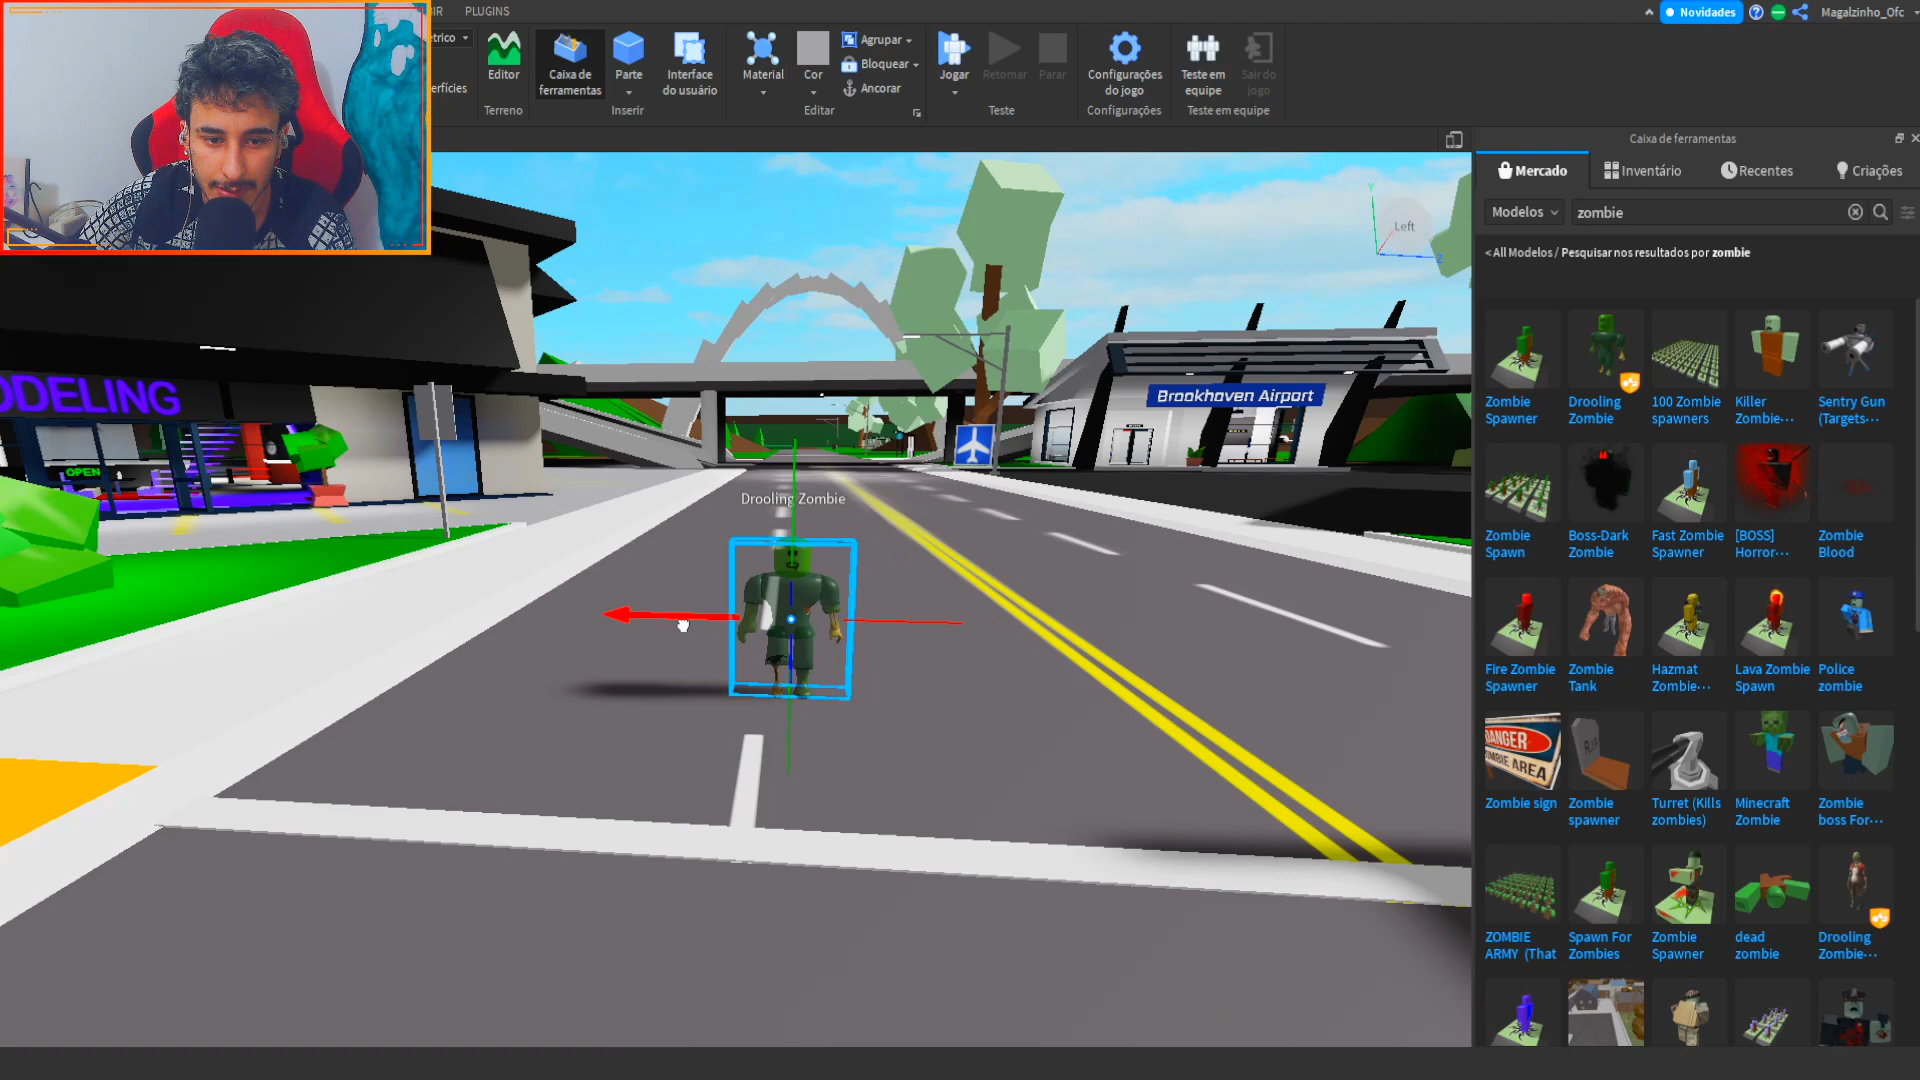 IR
PLUGINS
Novidades
Magalzinho_Ofc
trico
erfícies
Editor
Terreno
Caixa de
ferramentas
Parte
Interface
do usuário
Inserir
Material
Cor
Agrupar
Bloquear
Ancorar
Editar
Jogar
Retomar
Parar
Teste
Configurações
do jogo
Configurações
Teste em
equipe
Sair do
jogo
Teste em equipe
Caixa de ferramentas
Mercado
Inventário
Recentes
Criações
Modelos
zombie
< All Modelos / Pesquisar nos resultados por zombie
Y
Left
Z
Zombie
Spawner
Drooling
Zombie
100 Zombie
spawners
Killer
Zombie...
Sentry Gun
(Targets...
Zombie
Spawn
Boss-Dark
Zombie
Fast Zombie
Spawner
[BOSS]
Horror...
Zombie
Blood
Fire Zombie
Spawner
Zombie
Tank
Hazmat
Zombie...
Lava Zombie
Spawn
Police
zombie
DANGER
ZOMBIE AREA
R.I.P
Zombie sign
Zombie
spawner
Turret (Kills
zombies)
Minecraft
Zombie
Zombie
boss For...
ZOMBIE
ARMY (That
Spawn For
Zombies
Zombie
Spawner
dead
zombie
Drooling
Zombie...
ODELING
OPEN
Brookhaven Airport
Drooling Zombie